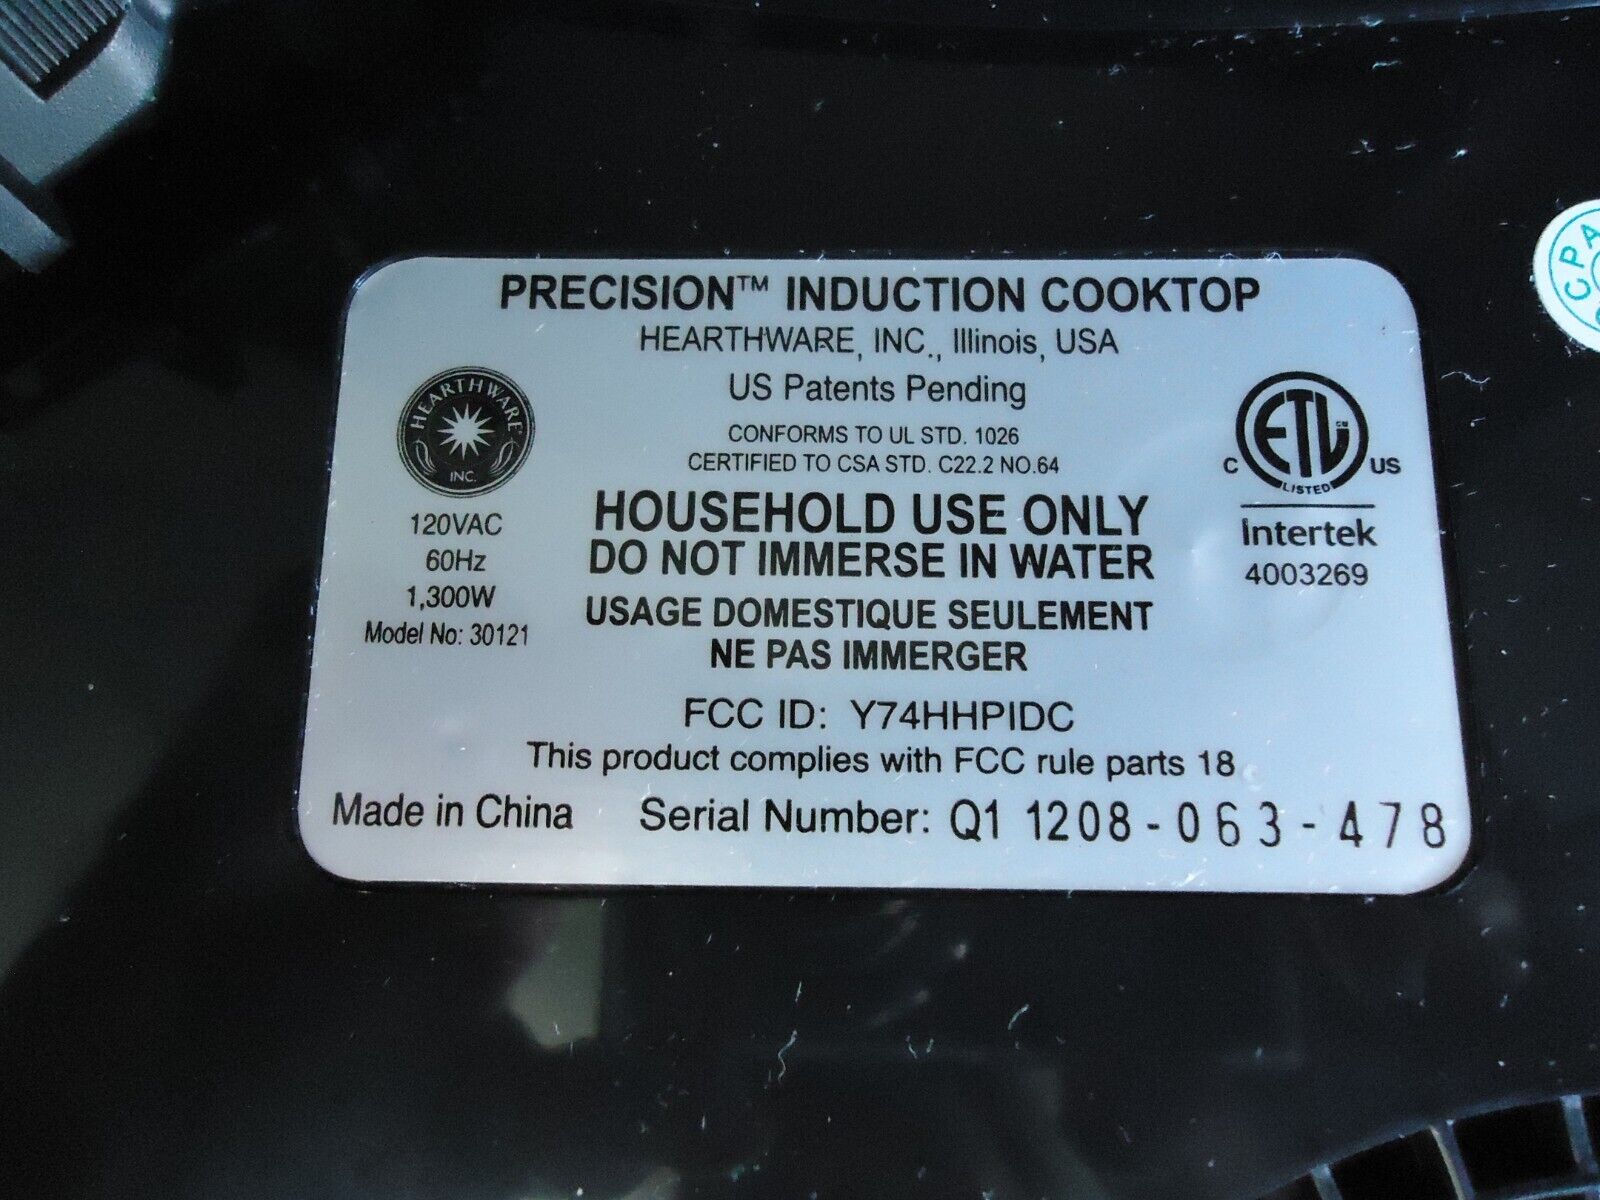 PRECISION™ INDUCTION COOKTOP
HEARTHWARE, INC., Illinois, USA
US Patents Pending
CONFORMS TO UL STD. 1026
CERTIFIED TO CSA STD. C22.2 NO.64
HEARTHWARE
INC.
120VAC
60Hz
1,300W
Model No: 30121
HOUSEHOLD USE ONLY
DO NOT IMMERSE IN WATER
USAGE DOMESTIQUE SEULEMENT
NE PAS IMMERGER
C ETL CM US
LISTED
Intertek
4003269
FCC ID: Y74HHPIDC
This product complies with FCC rule parts 18
Made in China Serial Number: Q1 1208-063-478